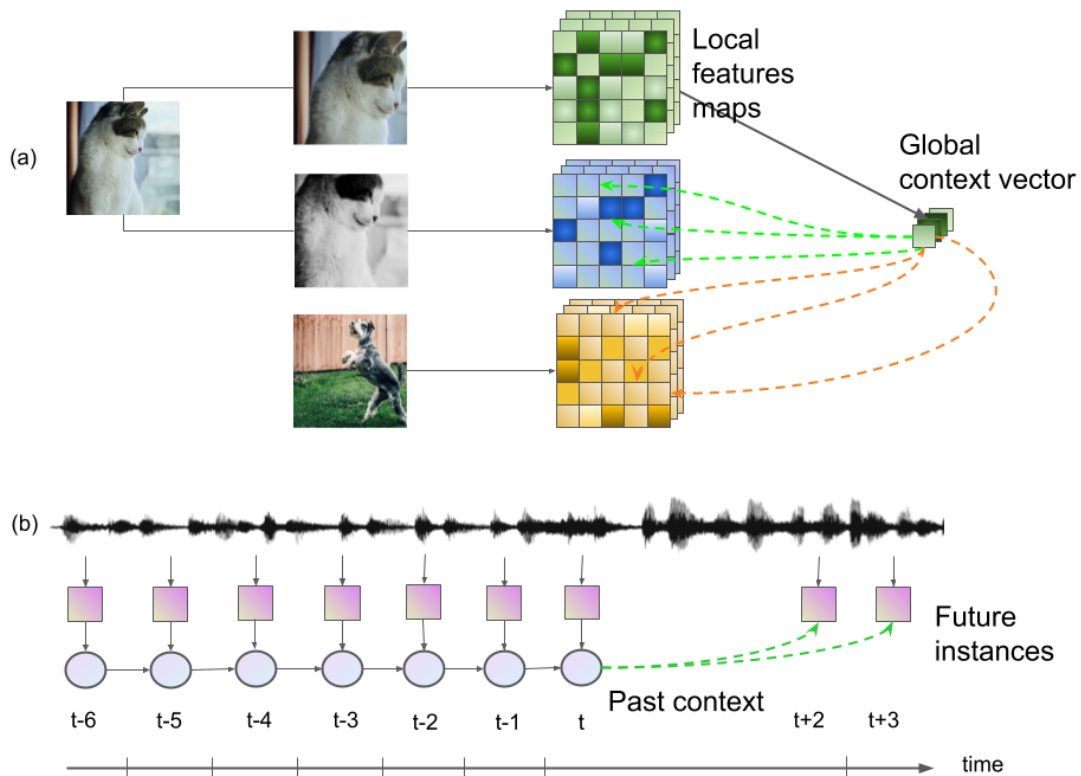 Local
features
maps
(a)
Global
context vector
(b)
Future
instances
Past context
t-6
t-5
t-4
t-3
t-2
t-1
t
t+2
t+3
time